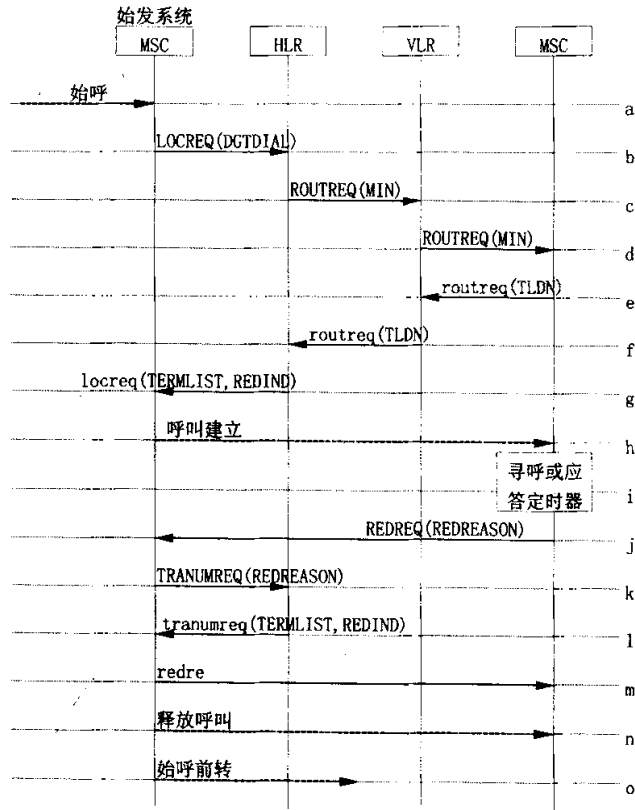 始发系统
MSC HLR VLR MSC
始呼 a
LOCREQ(DGTDIAL) b
ROUTREQ(MIN) c
ROUTREQ(MIN) d
routreq(TLDN) e
routreq(TLDN) f
locreq(TERMLIST,REDIND) g
呼叫建立 h
寻呼或应
答定时器 i
REDREQ(REDREASON) j
TRANUMREQ(REDREASON) k
tranumreq(TERMLIST,REDIND) l
redre m
释放呼叫 n
始呼前转 o